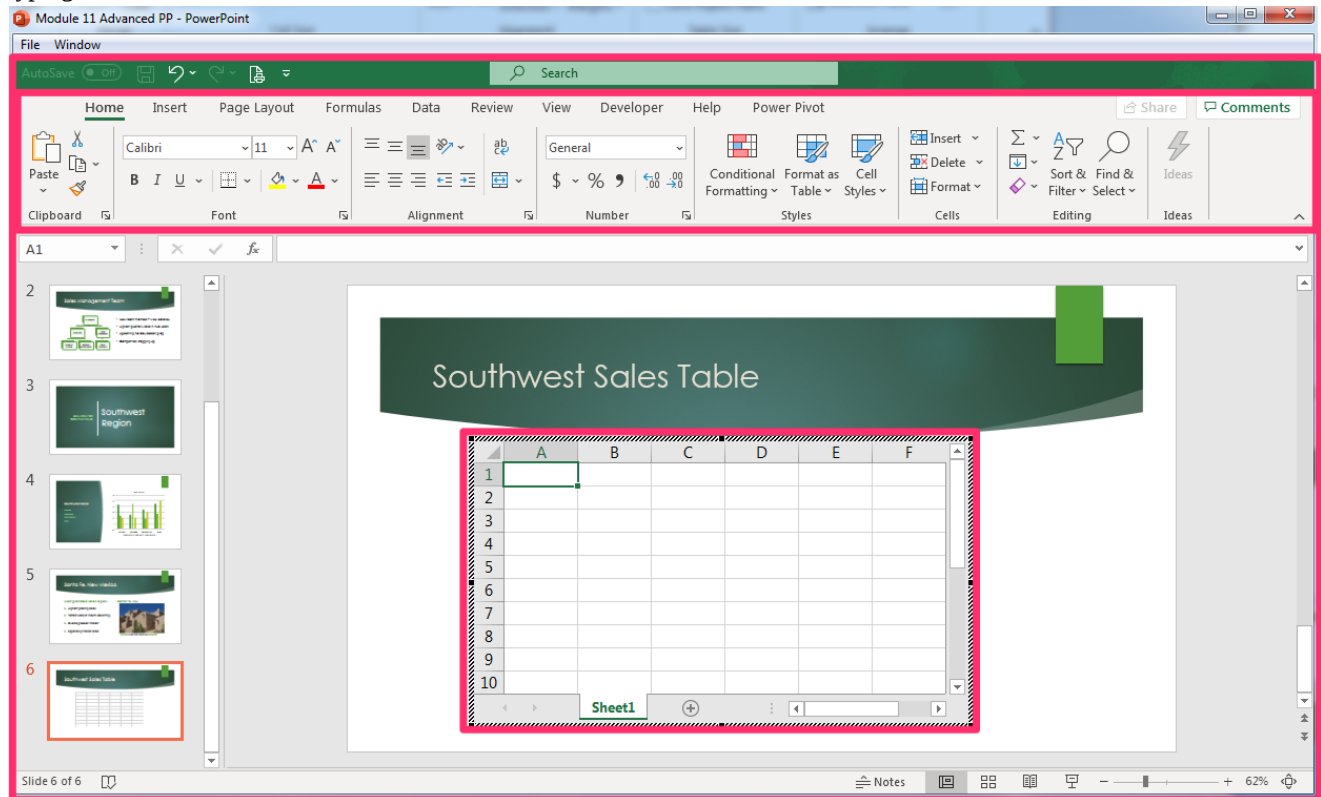 Module 11 Advanced PP - PowerPoint
File Window
AutoSave Off Search
Home Insert Page Layout Formulas Data Review View Developer Help Power Pivot Share Comments
Calibri 11 A A ab General Insert Σ A Z
Paste B I U A $ % Conditional Formatting Format as Table Cell Styles Delete Format Sort & Filter Find & Select Ideas
Clipboard Font Alignment Number Styles Cells Editing Ideas
A1 fx
2
Sales Management Team
3
Southwest
Region
4
5
Santa Fe, New Mexico
6
Southwest Sales Table
Southwest Sales Table
A B C D E F
1
2
3
4
5
6
7
8
9
10
Sheet1
Slide 6 of 6 Notes 62%